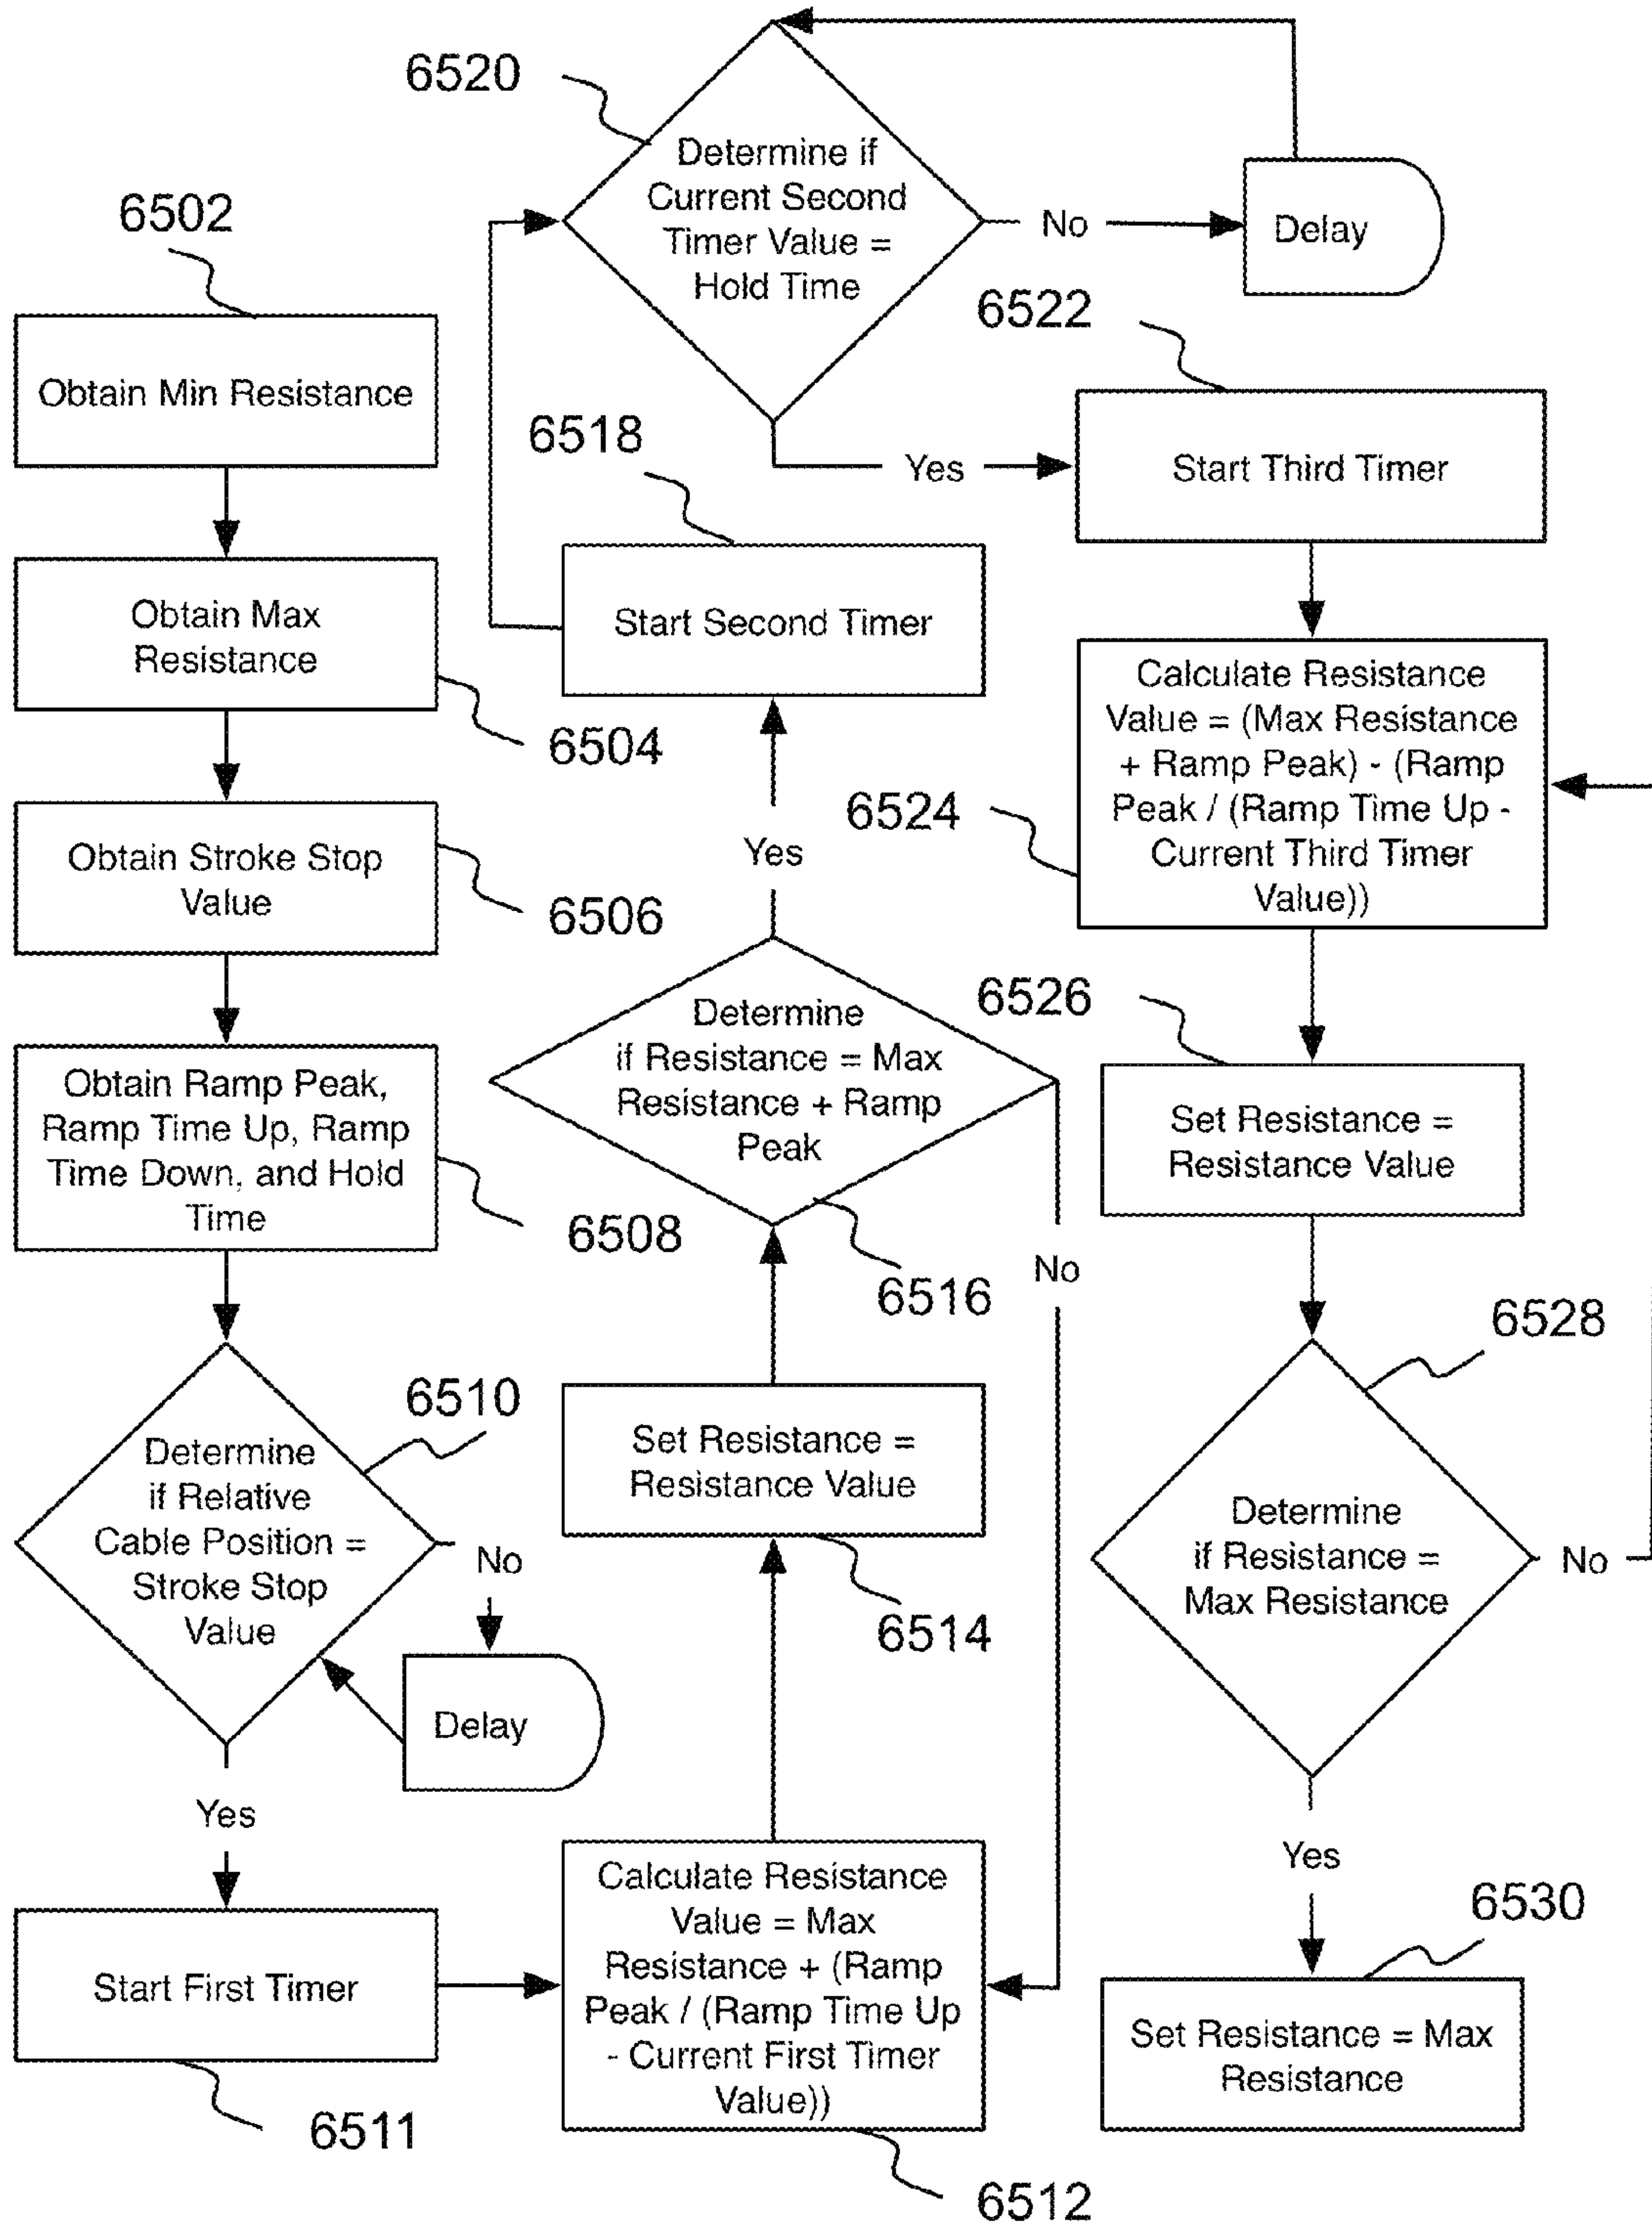 6502
Obtain Min Resistance
Obtain Max
Resistance
6504
Obtain Stroke Stop
Value
6506
Obtain Ramp Peak,
Ramp Time Up, Ramp
Time Down, and Hold
Time
6508
6510
Determine
if Relative
Cable Position =
Stroke Stop
Value
No
Delay
Yes
Start First Timer
6511
Calculate Resistance
Value = Max
Resistance + (Ramp
Peak / (Ramp Time Up
- Current First Timer
Value))
6512
Set Resistance =
Resistance Value
6514
Determine
if Resistance = Max
Resistance + Ramp
Peak
6516
No
Yes
6518
Start Second Timer
6520
Determine if
Current Second
Timer Value =
Hold Time
No
Delay
Yes
6522
Start Third Timer
Calculate Resistance
Value = (Max Resistance
+ Ramp Peak) - (Ramp
Peak / (Ramp Time Up -
Current Third Timer
Value))
6524
6526
Set Resistance =
Resistance Value
6528
Determine
if Resistance =
Max Resistance
No
Yes
6530
Set Resistance = Max
Resistance